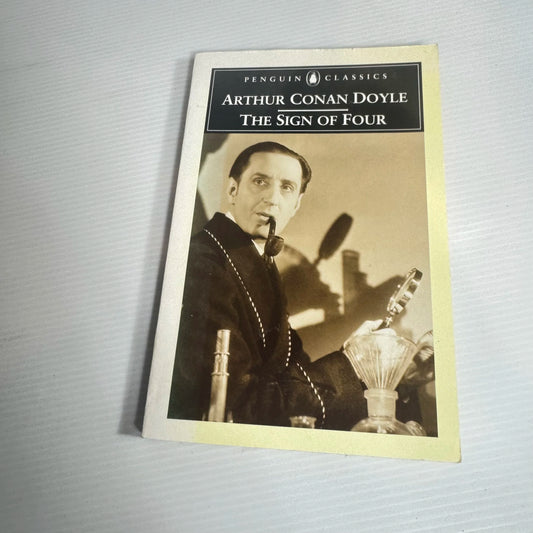 PENGUIN CLASSICS
ARTHUR CONAN DOYLE
THE SIGN OF FOUR